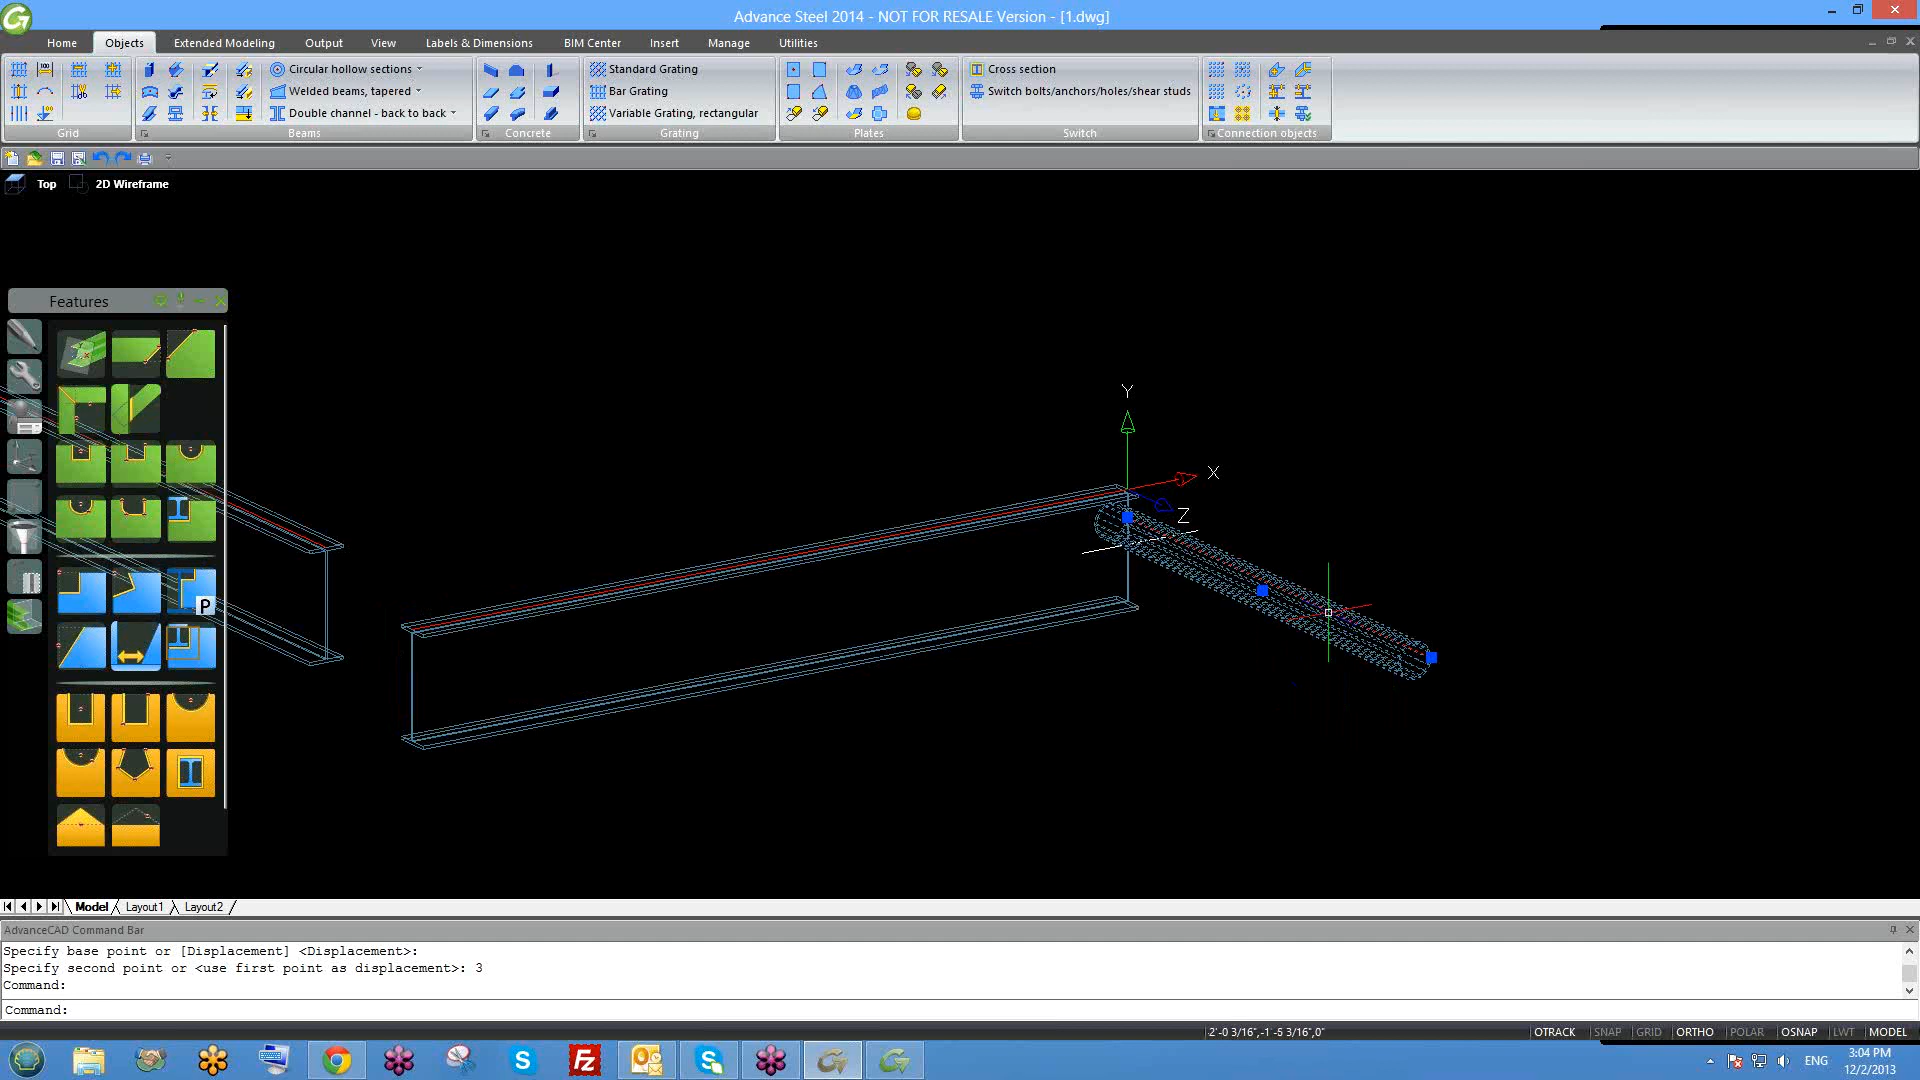 Advance Steel 2014 - NOT FOR RESALE Version - [1.dwg]
Home Objects Extended Modeling Output View Labels & Dimensions BIM Center Insert Manage Utilities
Circular hollow sections Standard Grating Cross section
Welded beams, tapered Bar Grating Switch bolts/anchors/holes/shear studs
Double channel - back to back Variable Grating, rectangular
Grid Beams Concrete Grating Plates Switch Connection objects
Top 2D Wireframe
Features
Y
X
Z
P
Model Layout1 Layout2
AdvanceCAD Command Bar
Specify base point or [Displacement] <Displacement>:
Specify second point or <use first point as displacement>: 3
Command:
Command:
2'-0 3/16",-1'-5 3/16",0" OTRACK SNAP GRID ORTHO POLAR OSNAP LWT MODEL
ENG
3:04 PM
12/2/2013